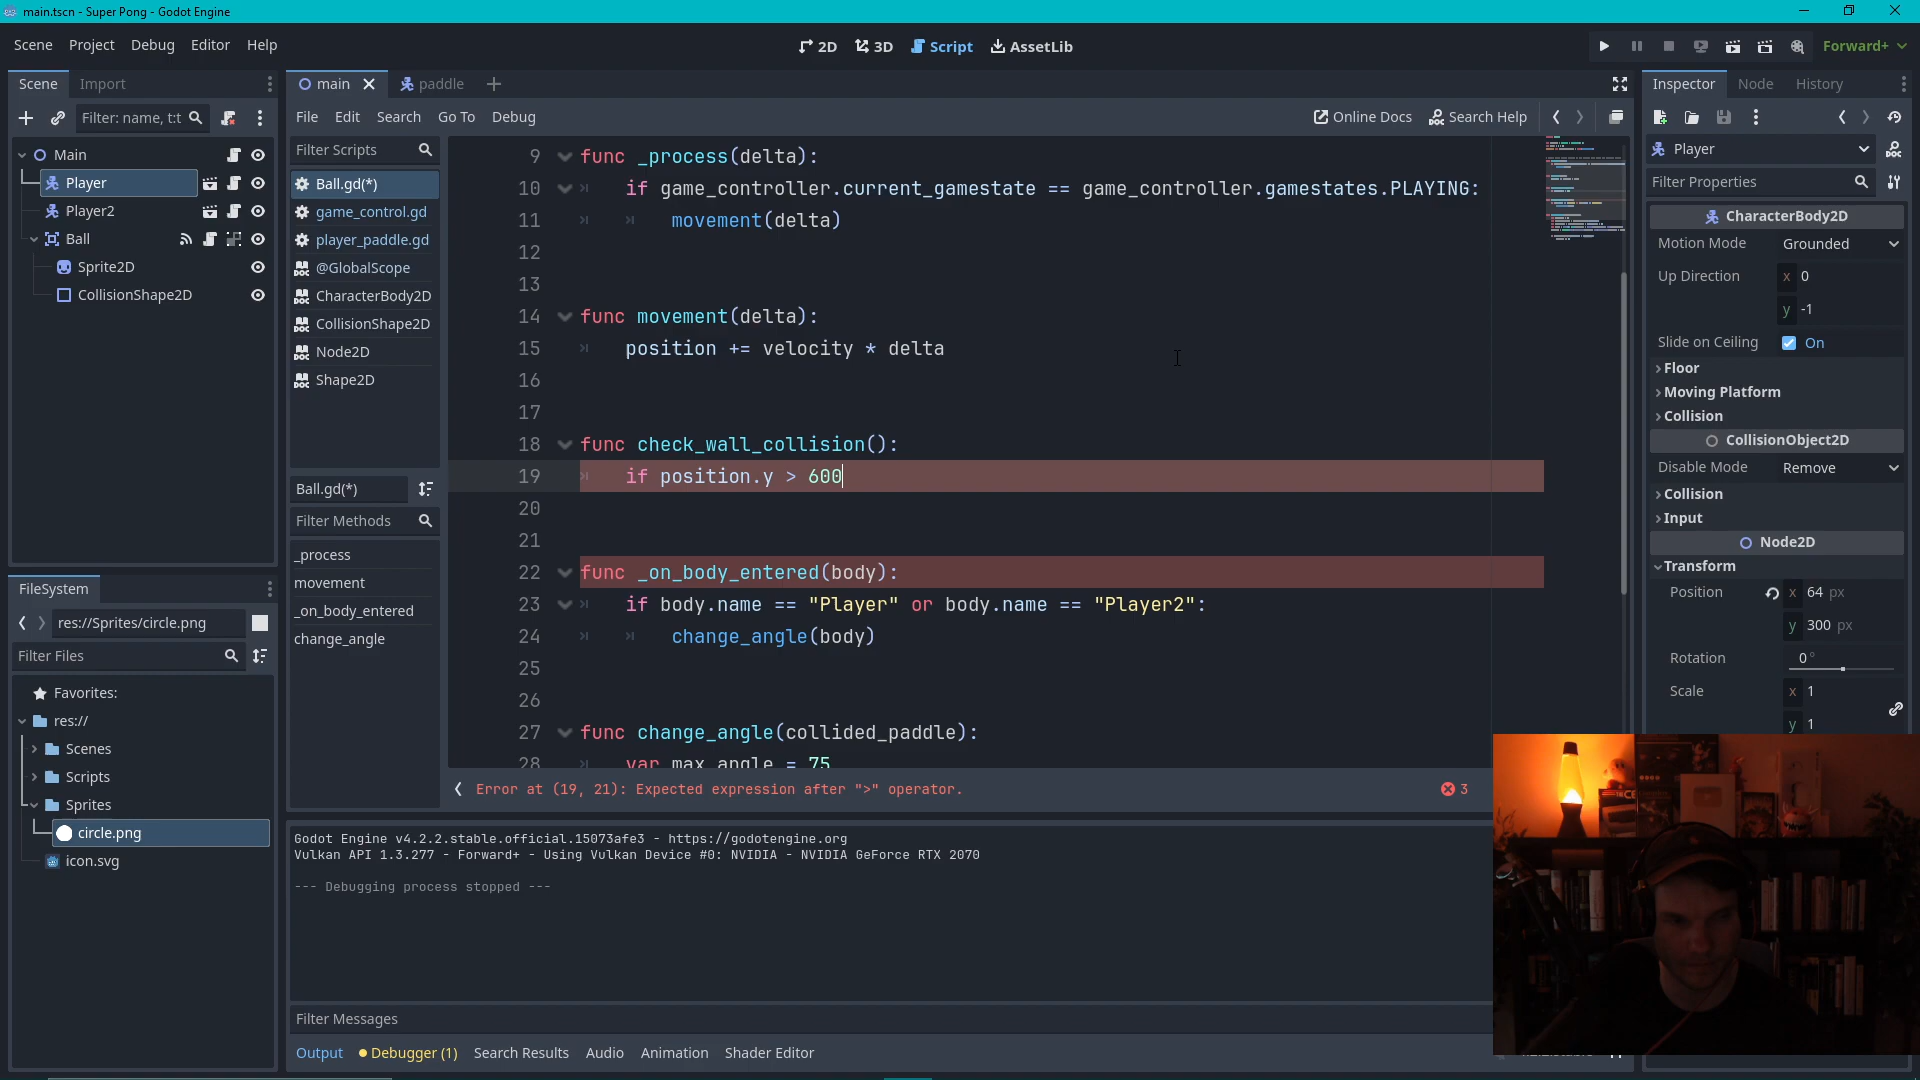 main.tscn - Super Pong - Godot Engine
Scene Project Debug Editor Help
2D 3D Script AssetLib
Forward+
Scene Import
Filter: name, t:t
Main
Player
Player2
Ball
Sprite2D
CollisionShape2D
FileSystem
res://Sprites/circle.png
Filter Files
Favorites:
res://
Scenes
Scripts
Sprites
circle.png
icon.svg
main paddle
File Edit Search Go To Debug
Online Docs Search Help
Filter Scripts
Ball.gd(*)
game_control.gd
player_paddle.gd
@GlobalScope
CharacterBody2D
CollisionShape2D
Node2D
Shape2D
Ball.gd(*)
Filter Methods
_process
movement
_on_body_entered
change_angle
9 func _process(delta):
10 if game_controller.current_gamestate == game_controller.gamestates.PLAYING:
11 movement(delta)
12
13
14 func movement(delta):
15 position += velocity * delta
16
17
18 func check_wall_collision():
19 if position.y > 600
20
21
22 func _on_body_entered(body):
23 if body.name == "Player" or body.name == "Player2":
24 change_angle(body)
25
26
27 func change_angle(collided_paddle):
28 var max_angle = 75
Error at (19, 21): Expected expression after ">" operator.
3
Godot Engine v4.2.2.stable.official.15073afe3 - https://godotengine.org
Vulkan API 1.3.277 - Forward+ - Using Vulkan Device #0: NVIDIA - NVIDIA GeForce RTX 2070
--- Debugging process stopped ---
Filter Messages
Output Debugger (1) Search Results Audio Animation Shader Editor
Inspector Node History
Player
Filter Properties
CharacterBody2D
Motion Mode Grounded
Up Direction x 0
y -1
Slide on Ceiling On
Floor
Moving Platform
Collision
CollisionObject2D
Disable Mode Remove
Collision
Input
Node2D
Transform
Position x 64 px
y 300 px
Rotation 0 °
Scale x 1
y 1